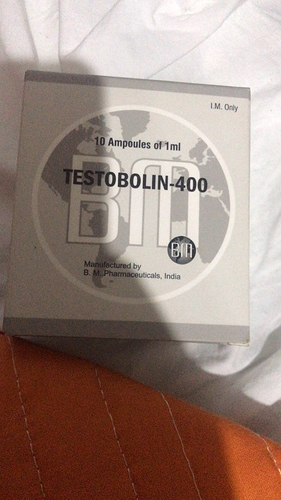 I.M. Only
10 Ampoules of 1ml
BM
TESTOBOLIN-400
BM
Manufactured by
B. M. Pharmaceuticals, India